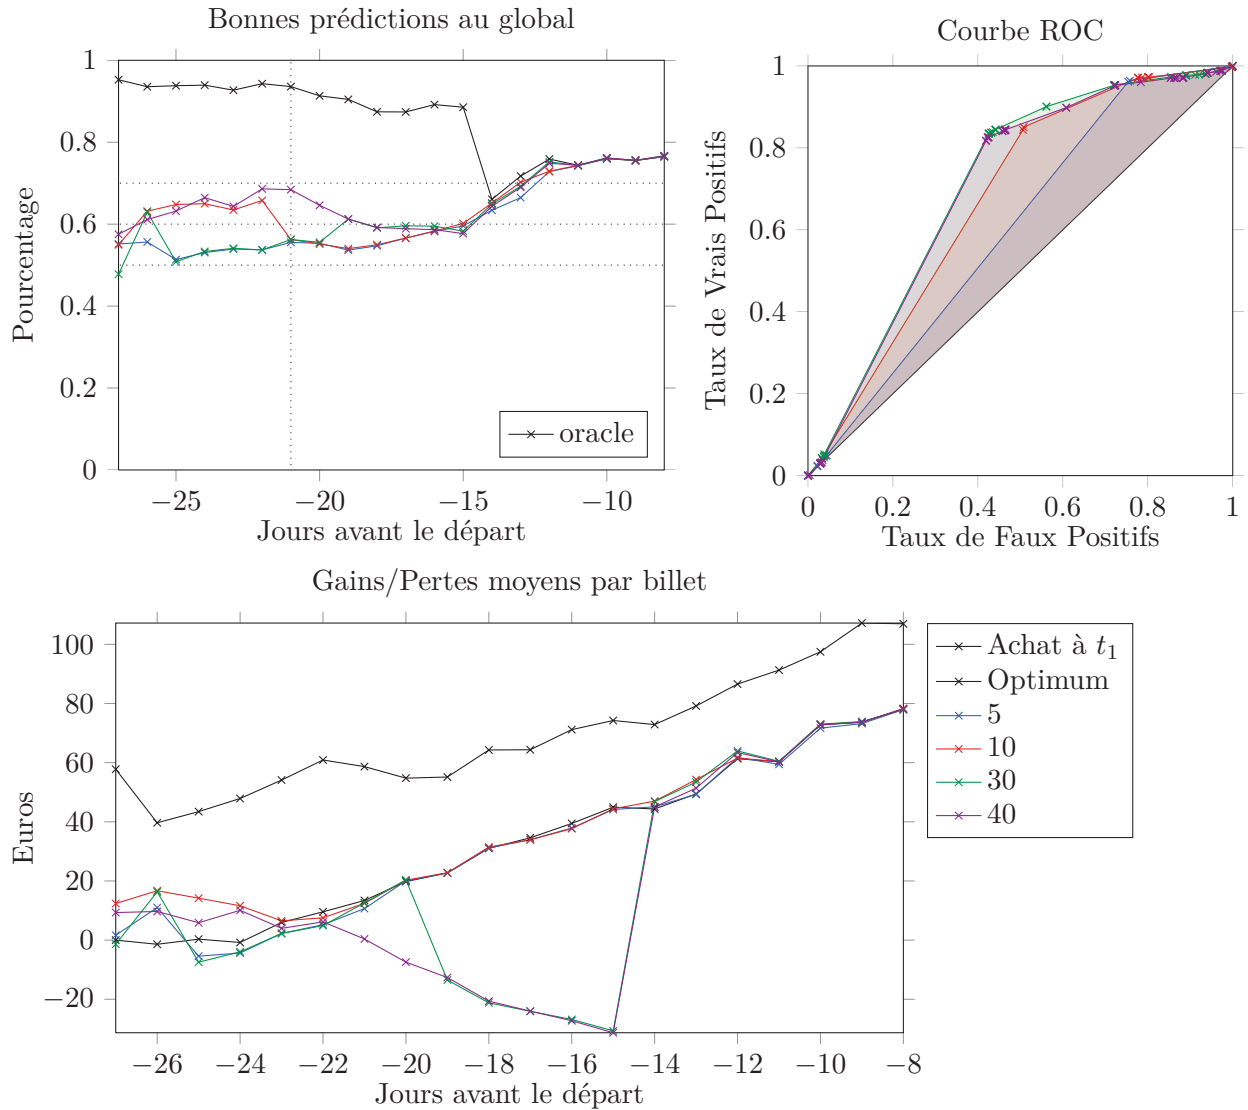 Bonnes prédictions au global
Pourcentage
1
0.8
0.6
0.4
0.2
0
−25 −20 −15 −10
Jours avant le départ
oracle
Courbe ROC
Taux de Vrais Positifs
1
0.8
0.6
0.4
0.2
0
0 0.2 0.4 0.6 0.8 1
Taux de Faux Positifs
Gains/Pertes moyens par billet
Euros
100
80
60
40
20
0
−20
−26 −24 −22 −20 −18 −16 −14 −12 −10 −8
Jours avant le départ
Achat à t₁
Optimum
5
10
30
40